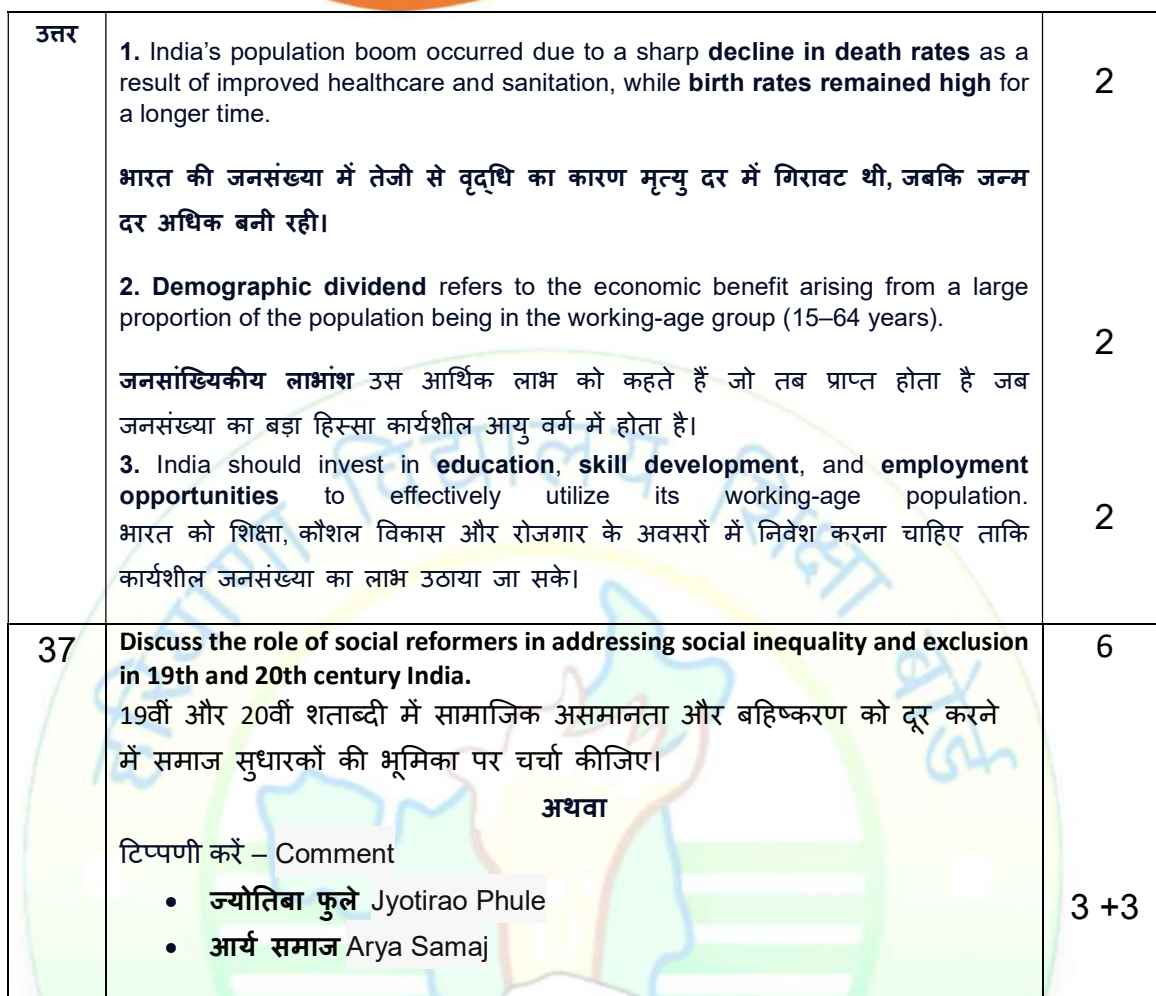 उत्तर
1. India's population boom occurred due to a sharp decline in death rates as a
result of improved healthcare and sanitation, while birth rates remained high for
a longer time.
2
भारत की जनसंख्या में तेजी से वृद्धि का कारण मृत्यु दर में गिरावट थी, जबकि जन्म
दर अधिक बनी रही।
2. Demographic dividend refers to the economic benefit arising from a large
proportion of the population being in the working-age group (15–64 years).
2
जनसांख्यिकीय लाभांश उस आर्थिक लाभ को कहते हैं जो तब प्राप्त होता है जब
जनसंख्या का बड़ा हिस्सा कार्यशील आयु वर्ग में होता है।
3. India should invest in education, skill development, and employment
opportunities to effectively utilize its working-age population.
2
भारत को शिक्षा, कौशल विकास और रोजगार के अवसरों में निवेश करना चाहिए ताकि
कार्यशील जनसंख्या का लाभ उठाया जा सके।
37 Discuss the role of social reformers in addressing social inequality and exclusion 6
in 19th and 20th century India.
19वीं और 20वीं शताब्दी में सामाजिक असमानता और बहिष्करण को दूर करने
में समाज सुधारकों की भूमिका पर चर्चा कीजिए।
अथवा
टिप्पणी करें – Comment
• ज्योतिबा फुले Jyotirao Phule 3 +3
• आर्य समाज Arya Samaj
हरियाणा विद्यालय शिक्षा बोर्ड